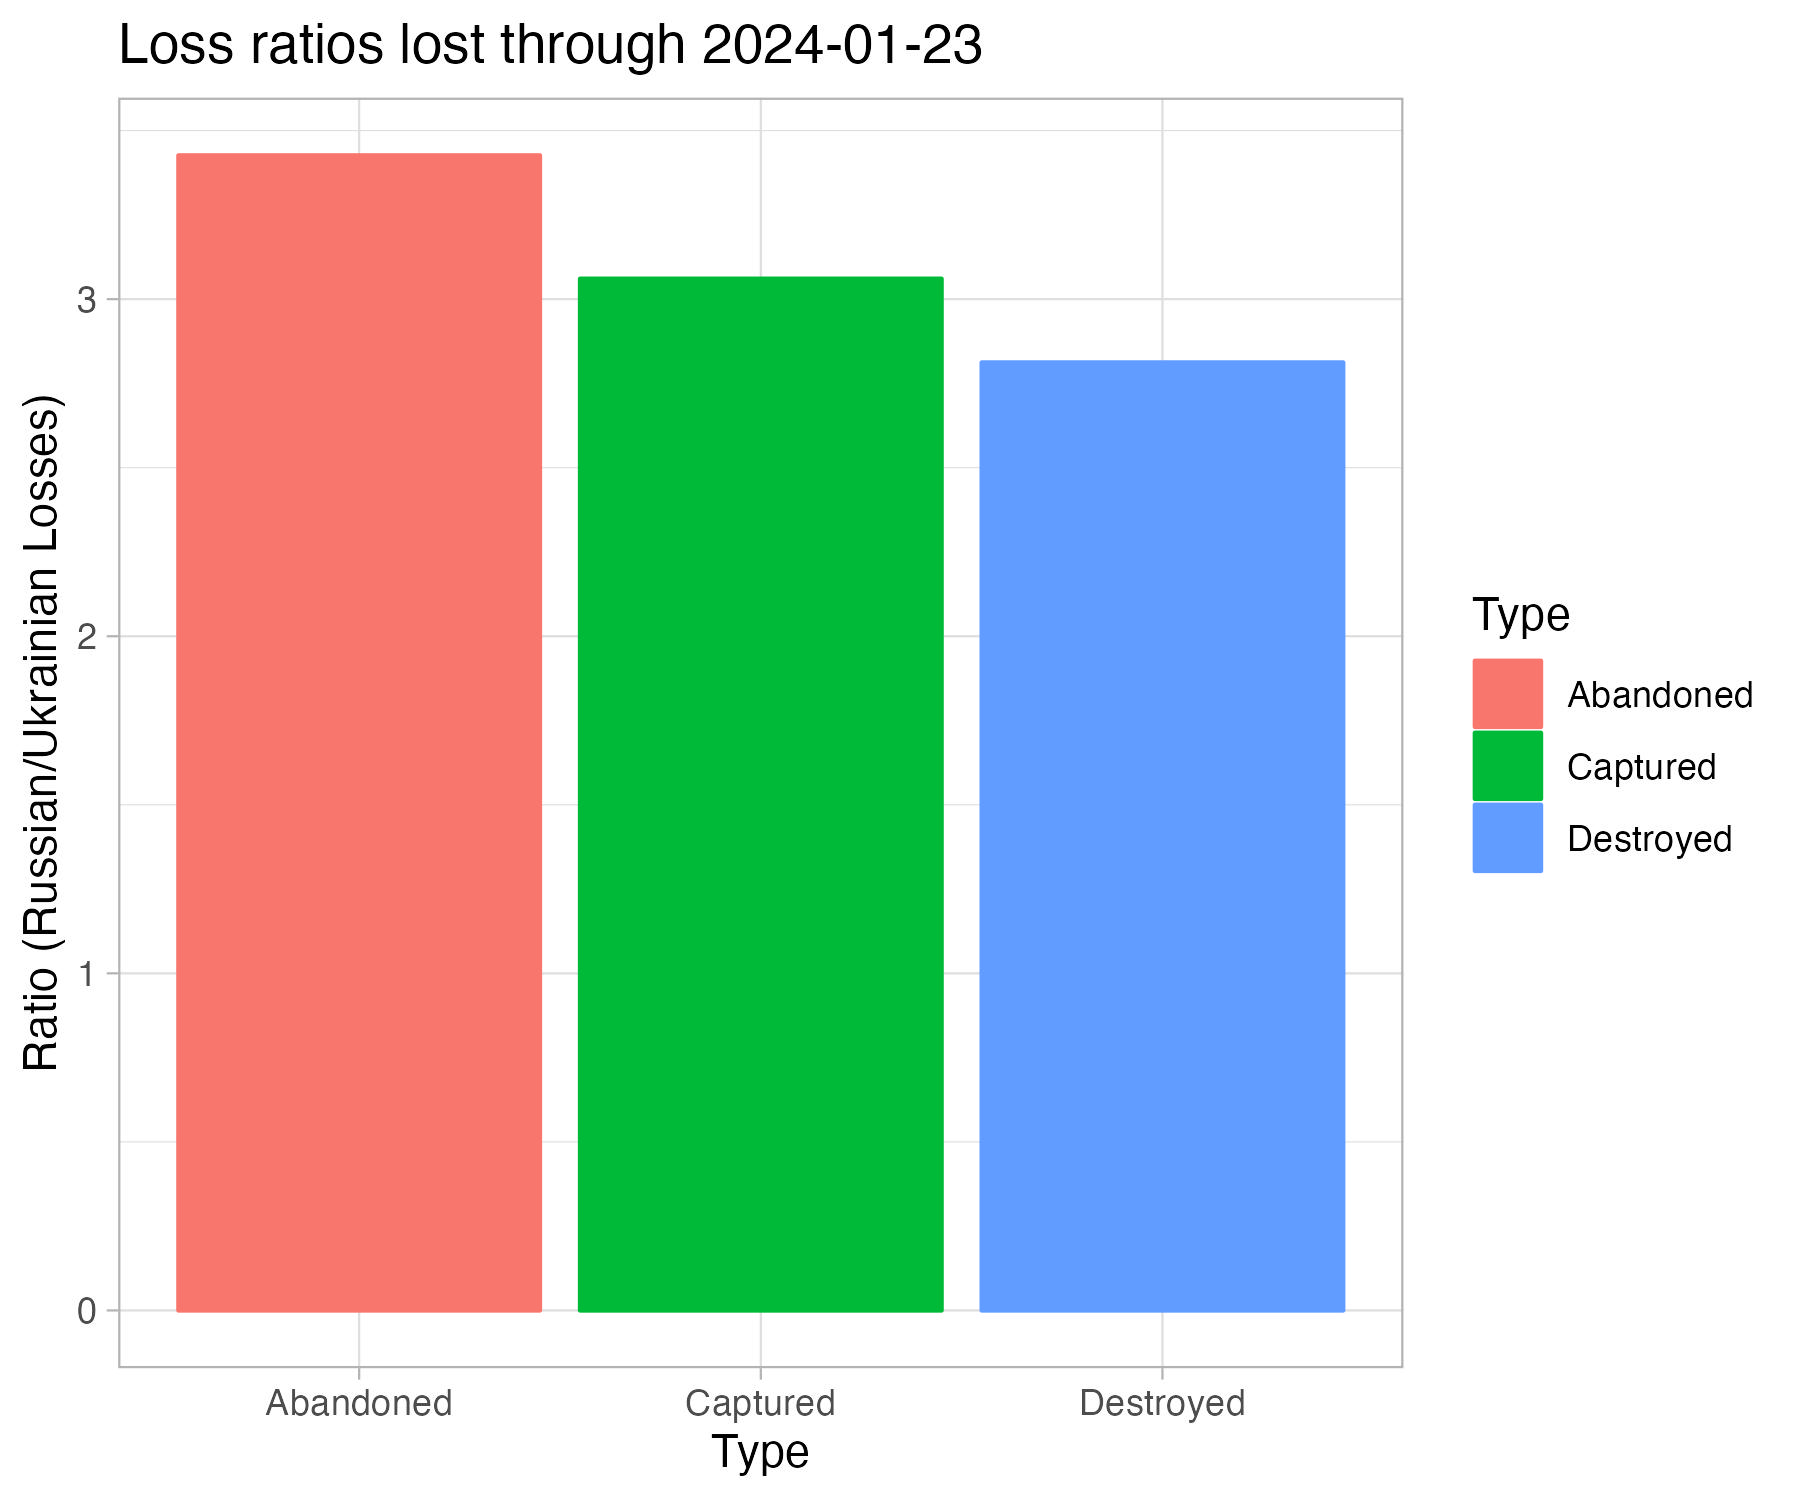 Loss ratios lost through 2024-01-23
Ratio (Russian/Ukrainian Losses)
3
2
1
0
Abandoned
Captured
Destroyed
Type
Type
Abandoned
Captured
Destroyed